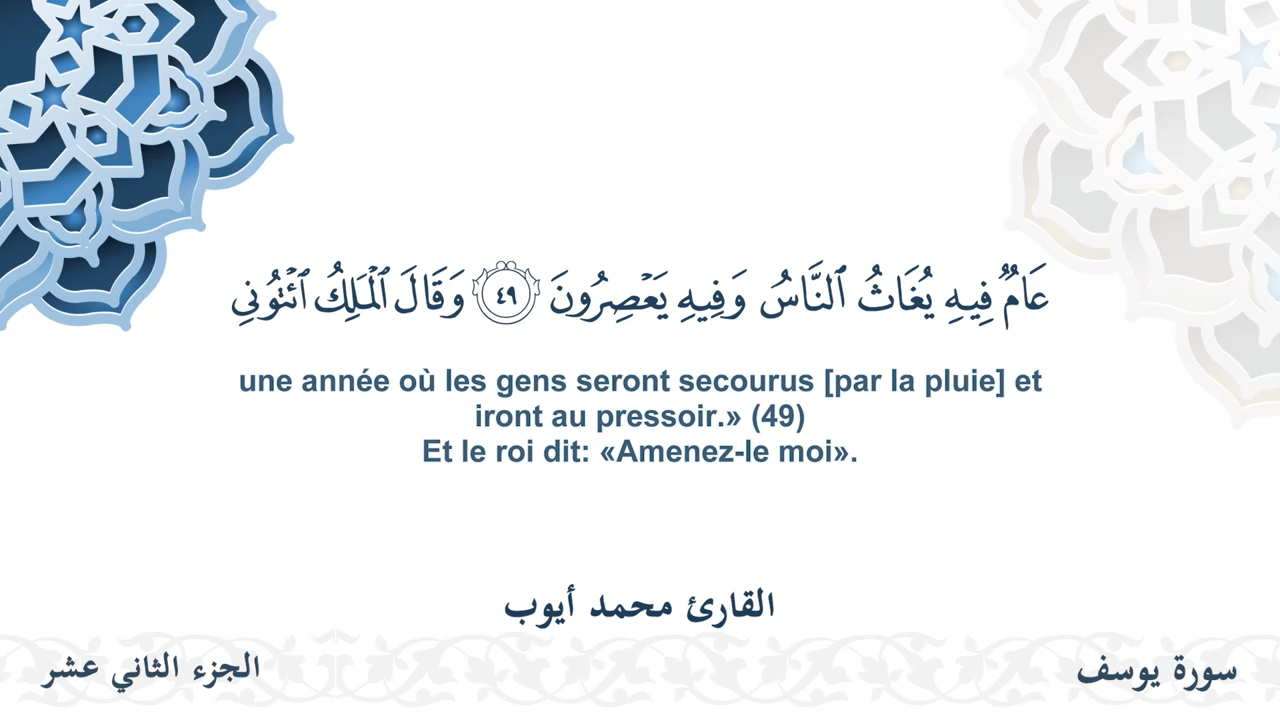 عَامٌ فِيهِ يُغَاثُ ٱلنَّاسُ وَفِيهِ يَعۡصِرُونَ ٤٩ وَقَالَ ٱلۡمَلِكُ ٱئۡتُونِي
une année où les gens seront secourus [par la pluie] et
iront au pressoir.» (49)
Et le roi dit: «Amenez-le moi».
القارئ محمد أيوب
سورة يوسف
الجزء الثاني عشر